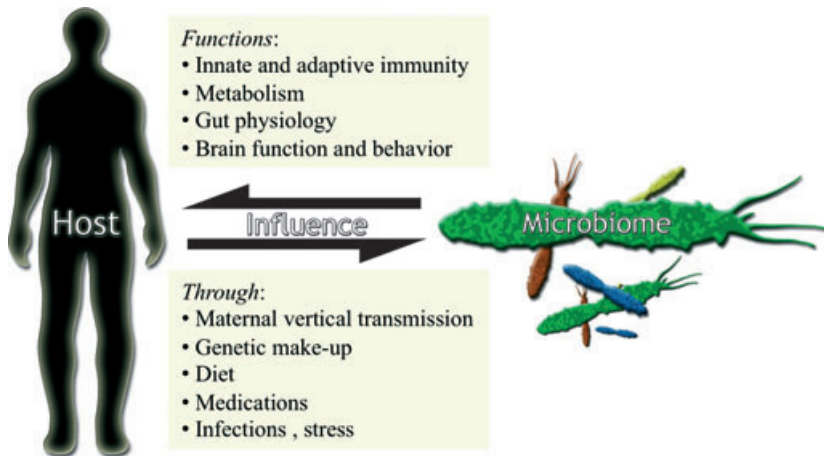 Functions:
• Innate and adaptive immunity
• Metabolism
• Gut physiology
• Brain function and behavior
Host
Influence
Microbiome
Through:
• Maternal vertical transmission
• Genetic make-up
• Diet
• Medications
• Infections , stress